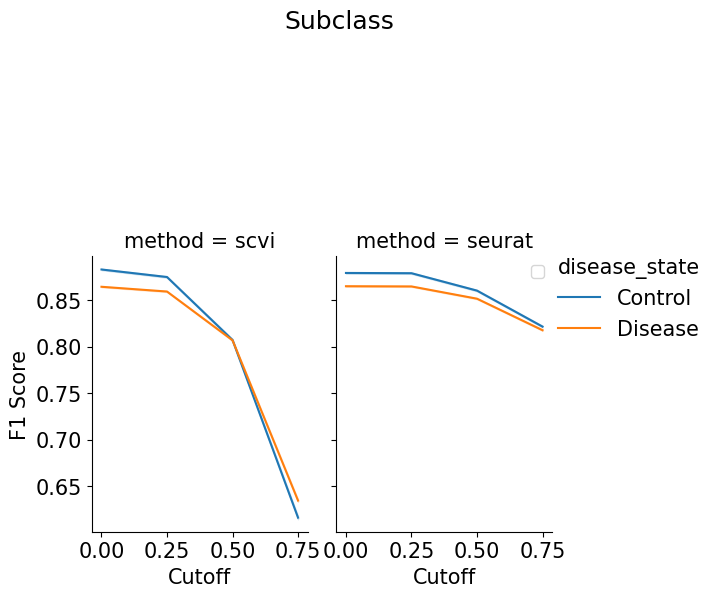 Subclass
method = scvi
method = seurat
disease_state
Control
Disease
F1 Score
0.85
0.80
0.75
0.70
0.65
0.00 0.25 0.50 0.75
0.00 0.25 0.50 0.75
Cutoff
Cutoff